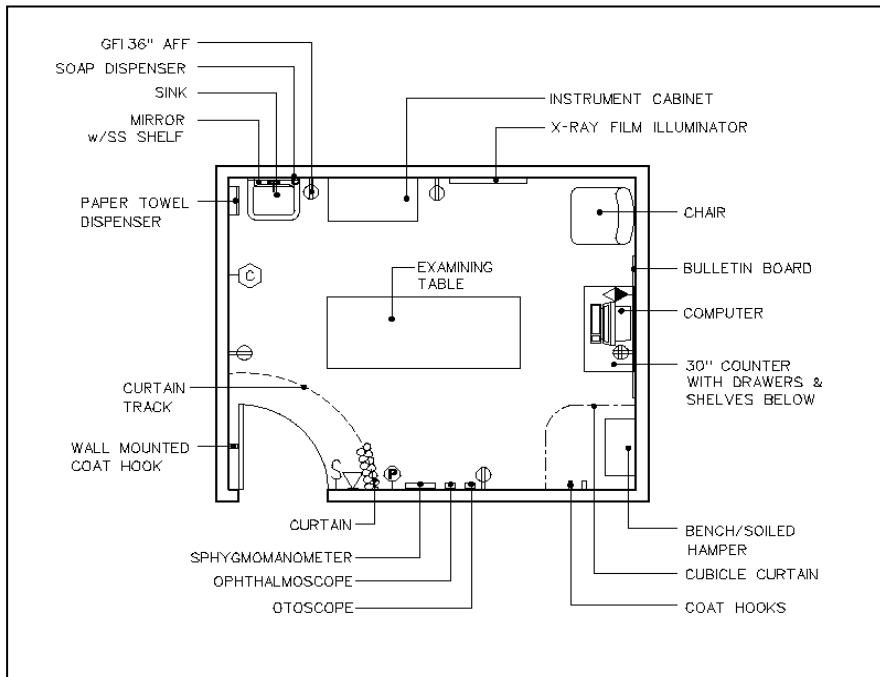 GFI 36" AFF
SOAP DISPENSER
SINK
MIRROR
w/SS SHELF
PAPER TOWEL
DISPENSER
INSTRUMENT CABINET
X-RAY FILM ILLUMINATOR
CHAIR
BULLETIN BOARD
COMPUTER
30" COUNTER
WITH DRAWERS &
SHELVES BELOW
C
EXAMINING
TABLE
CURTAIN
TRACK
WALL MOUNTED
COAT HOOK
S
P
CURTAIN
SPHYGMOMANOMETER
OPHTHALMOSCOPE
OTOSCOPE
BENCH/SOILED
HAMPER
CUBICLE CURTAIN
COAT HOOKS